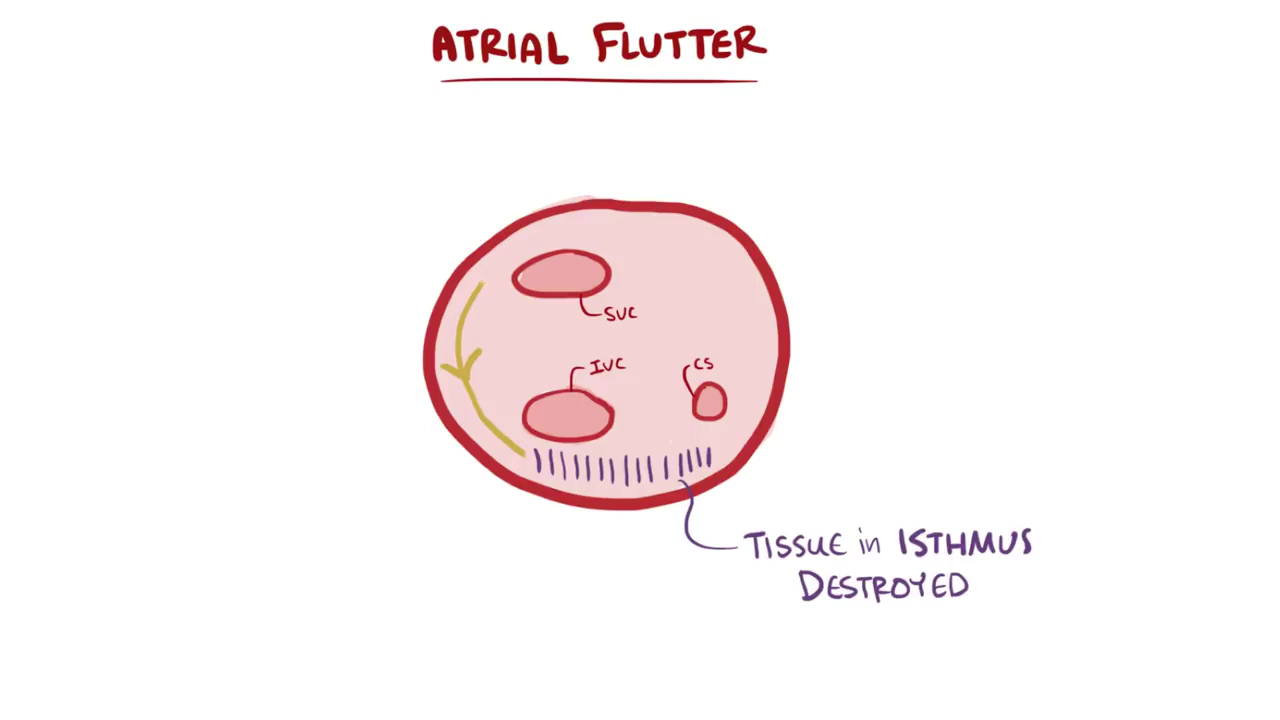 ATRIAL FLUTTER
SVC
IVC
CS
TISSUE in ISTHMUS
DESTROYED